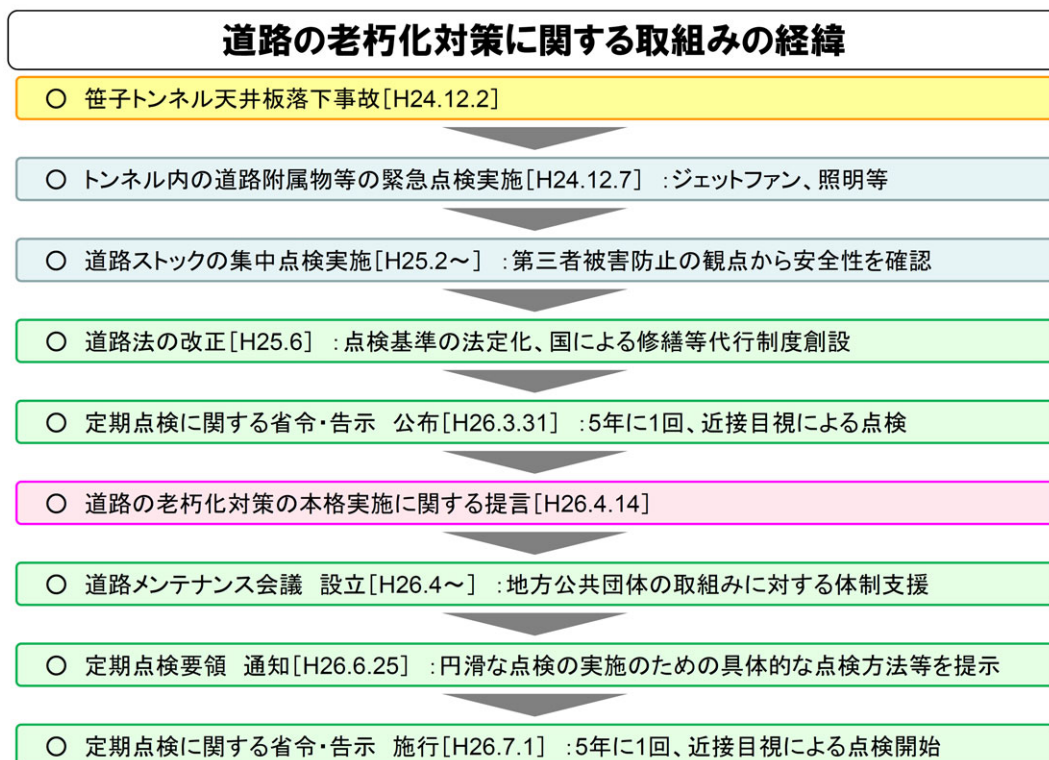 道路の老朽化対策に関する取組みの経緯
○ 笹子トンネル天井板落下事故[H24.12.2]
○ トンネル内の道路附属物等の緊急点検実施[H24.12.7] :ジェットファン、照明等
○ 道路ストックの集中点検実施[H25.2～] :第三者被害防止の観点から安全性を確認
○ 道路法の改正[H25.6] :点検基準の法定化、国による修繕等代行制度創設
○ 定期点検に関する省令・告示 公布[H26.3.31] :5年に1回、近接目視による点検
○ 道路の老朽化対策の本格実施に関する提言[H26.4.14]
○ 道路メンテナンス会議 設立[H26.4～] :地方公共団体の取組みに対する体制支援
○ 定期点検要領 通知[H26.6.25] :円滑な点検の実施のための具体的な点検方法等を提示
○ 定期点検に関する省令・告示 施行[H26.7.1] :5年に1回、近接目視による点検開始